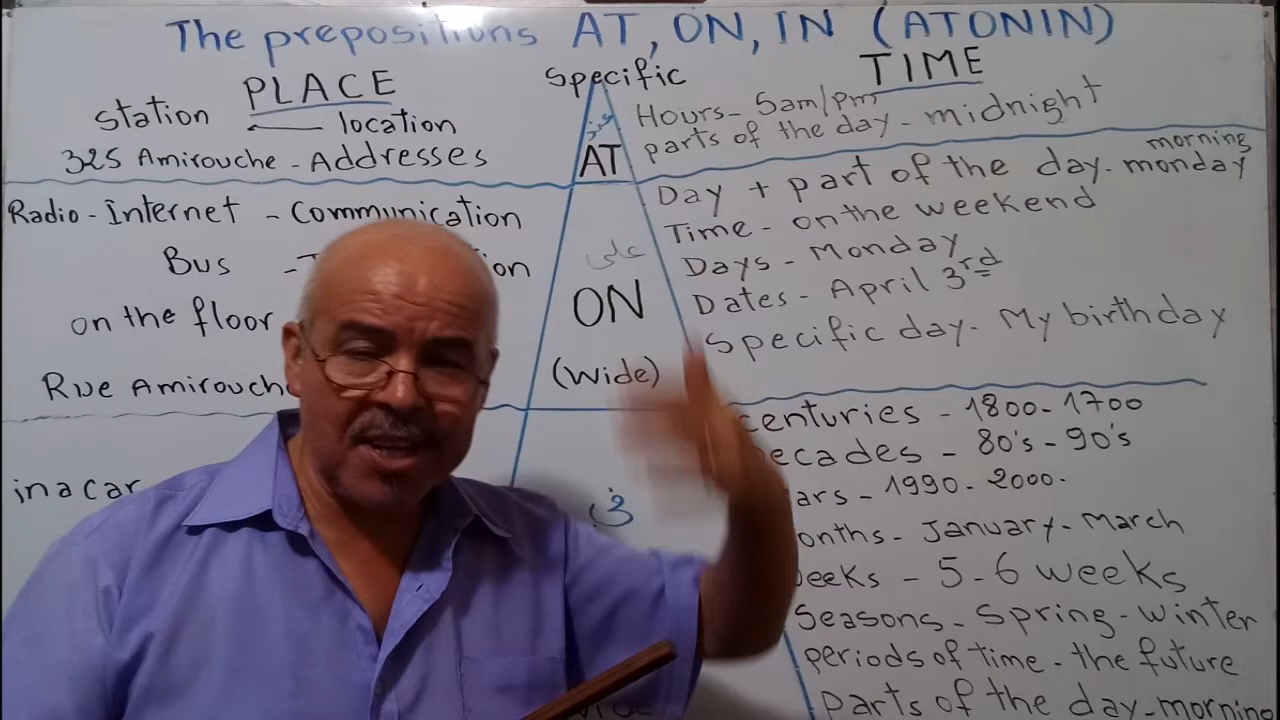 The prepositions AT, ON, IN (ATONIN)
PLACE
station location
325 Amirouche - Addresses
Radio - Internet - Communication
Bus
on the floor
Rue Amirouche
in a car
Specific
عند
AT
على
ON
(wide)
في
TIME
Hours - 5am/pm
parts of the day - midnight
morning
Day + part of the day - monday
Time - on the weekend
Days - Monday
Dates - April 3rd
Specific day - My birthday
centuries - 1800 - 1700
ecades - 80's - 90's
ars - 1990 - 2000.
onths - January - March
eeks - 5 - 6 weeks
Seasons - Spring - winter
periods of time - the future
parts of the day - morning